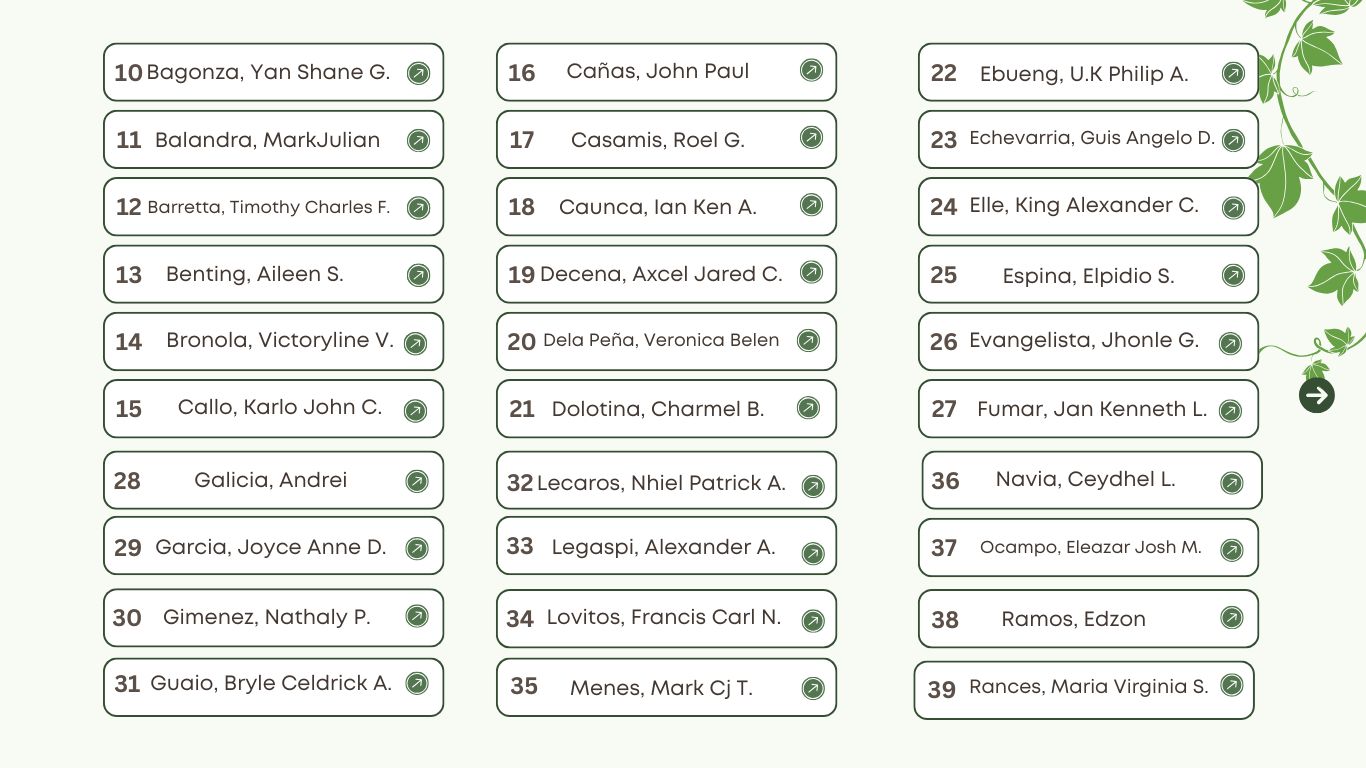 10 Bagonza, Yan Shane G.
11 Balandra, MarkJulian
12 Barretta, Timothy Charles F.
13 Benting, Aileen S.
14 Bronola, Victoryline V.
15 Callo, Karlo John C.
16 Cañas, John Paul
17 Casamis, Roel G.
18 Caunca, Ian Ken A.
19 Decena, Axcel Jared C.
20 Dela Peña, Veronica Belen
21 Dolotina, Charmel B.
22 Ebueng, U.K Philip A.
23 Echevarria, Guis Angelo D.
24 Elle, King Alexander C.
25 Espina, Elpidio S.
26 Evangelista, Jhonle G.
27 Fumar, Jan Kenneth L.
28 Galicia, Andrei
29 Garcia, Joyce Anne D.
30 Gimenez, Nathaly P.
31 Guaio, Bryle Celdrick A.
32 Lecaros, Nhiel Patrick A.
33 Legaspi, Alexander A.
34 Lovitos, Francis Carl N.
35 Menes, Mark Cj T.
36 Navia, Ceydhel L.
37 Ocampo, Eleazar Josh M.
38 Ramos, Edzon
39 Rances, Maria Virginia S.